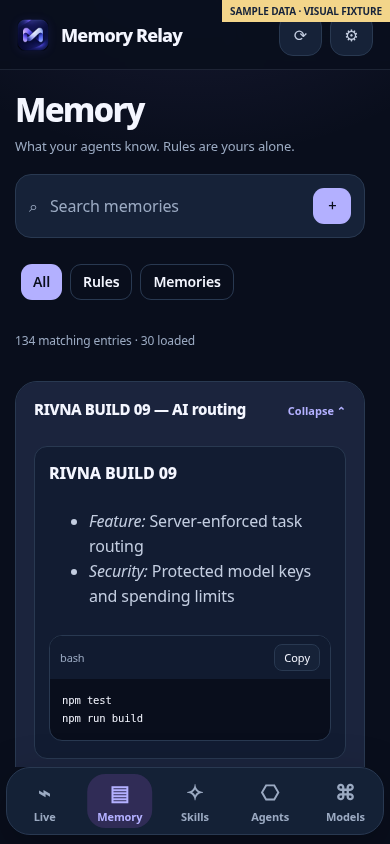 SAMPLE DATA · VISUAL FIXTURE
Memory Relay
Memory
What your agents know. Rules are yours alone.
Search memories
+
All
Rules
Memories
134 matching entries · 30 loaded
RIVNA BUILD 09 — AI routing
Collapse ⌃
RIVNA BUILD 09
• Feature: Server-enforced task
routing
• Security: Protected model keys
and spending limits
bash
Copy
npm test
npm run build
Live
Memory
Skills
Agents
Models